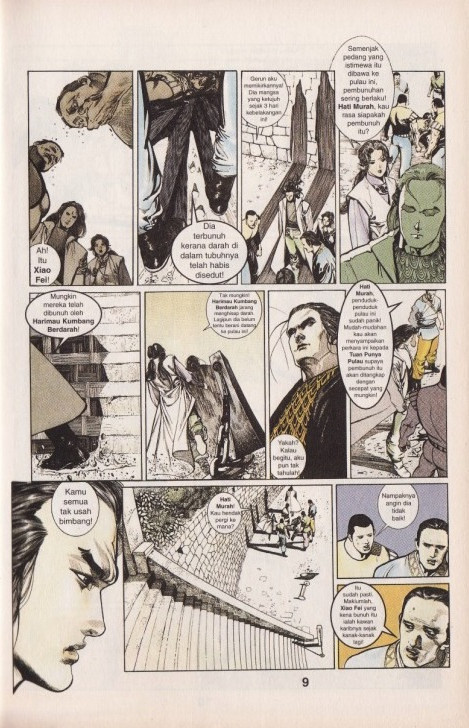 Ah!
Itu
Xiao
Fei!
Dia
terbunuh
kerana darah di
dalam tubuhnya
telah habis
disedut!
Gerun aku
memikirkannya!
Dia mangsa
yang ketujuh
sejak 3 hari
kebelakangan
ini!
Semenjak
pedang yang
istimewa itu
dibawa ke
pulau ini,
pembunuhan
sering berlaku!
Hati Murah, kau
rasa siapakah
pembunuh
itu?
Mungkin
mereka telah
dibunuh oleh
Harimau Kumbang
Berdarah!
Tak mungkin!
Harimau Kumbang
Berdarah jarang
menghisap darah.
Lagipun dia belum
tentu berani datang
ke pulau ini!
Yakah?
Kalau
begitu, aku
pun tak
tahulah!
Hati
Murah,
penduduk-
penduduk pulau
ini sudah panik!
Mudah-mudahan
kau akan
menyampaikan
perkara ini kepada
Tuan Punya
Pulau supaya
pembunuh itu
akan ditangkap
dengan
secepat yang
mungkin!
Kamu
semua
tak usah
bimbang!
Hati
Murah!
Kau hendak
pergi ke
mana?
Nampaknya
angin dia
tidak
baik!
Itu
sudah pasti.
Maklumlah,
Xiao Fei yang
kena bunuh itu
ialah kawan
karibnya sejak
kanak-kanak
lagi!
9